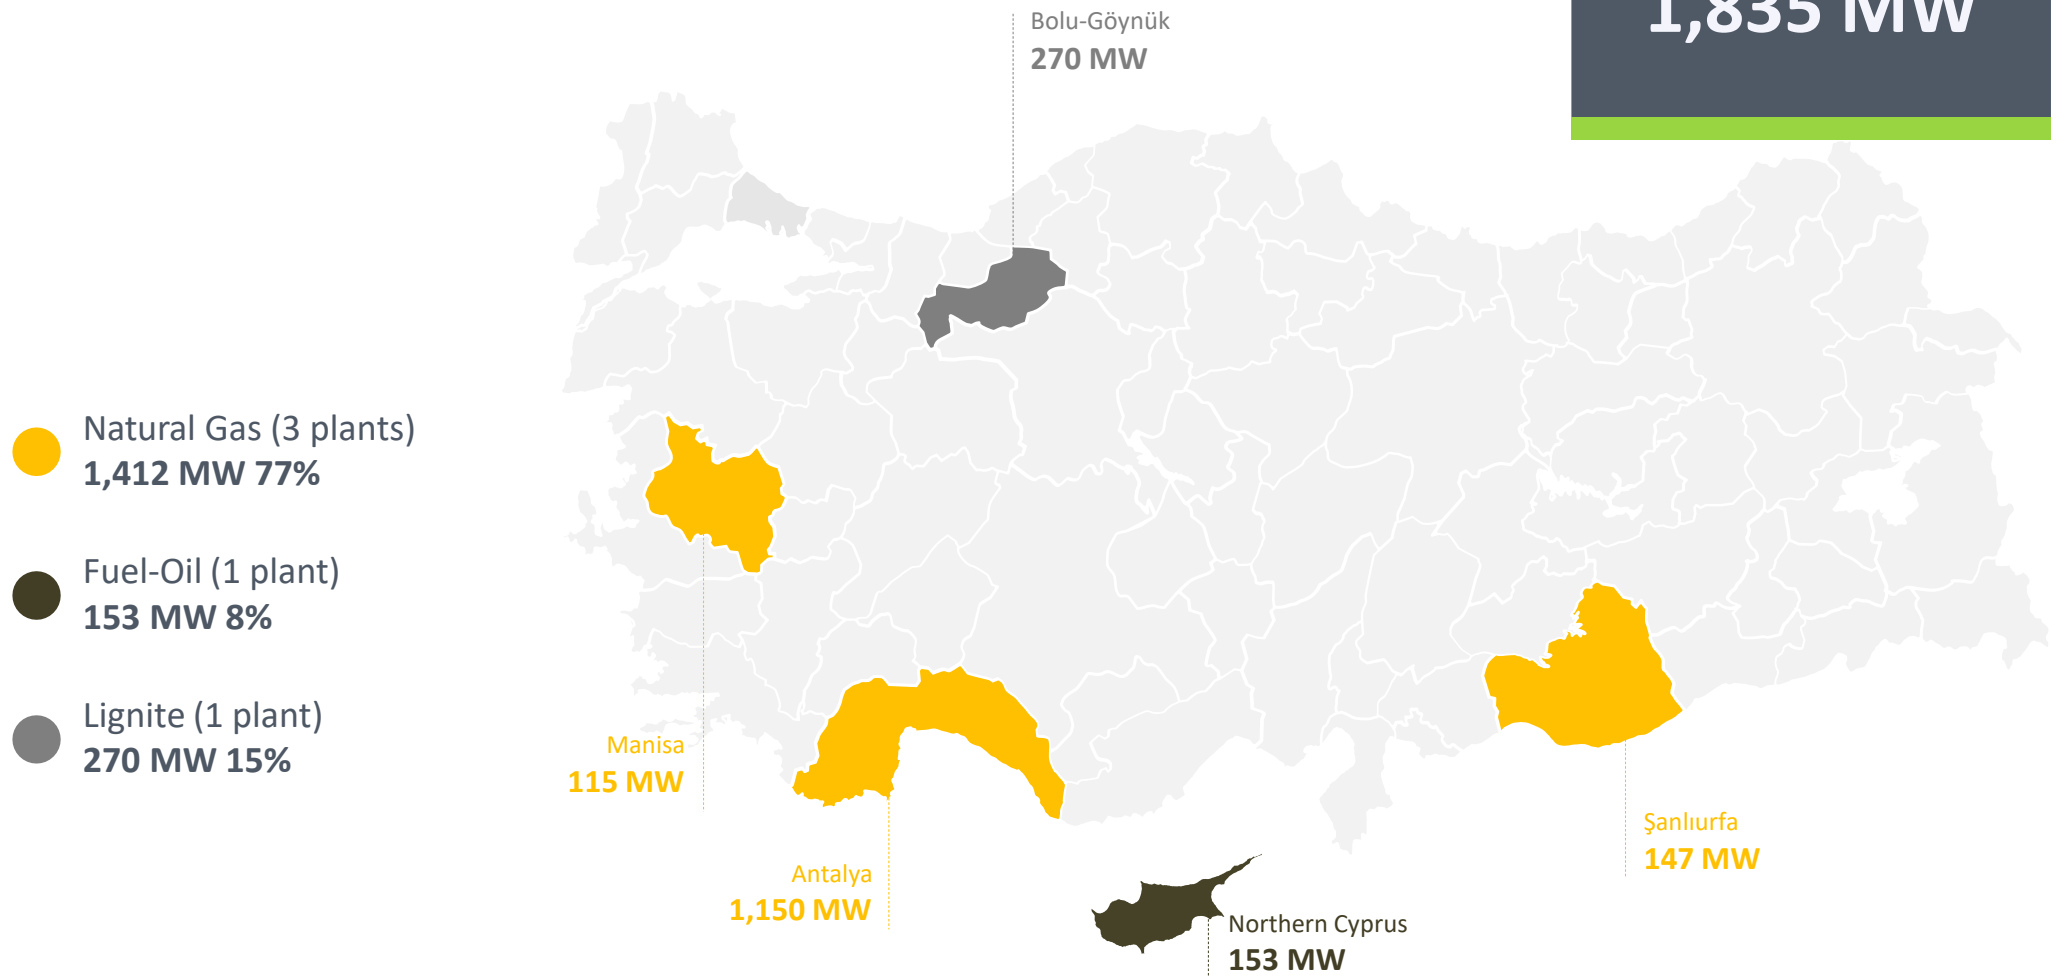 1,835 MW
Bolu-Göynük
270 MW
Natural Gas (3 plants)
1,412 MW 77%
Fuel-Oil (1 plant)
153 MW 8%
Lignite (1 plant)
270 MW 15%
Manisa
115 MW
Antalya
1,150 MW
Şanlıurfa
147 MW
Northern Cyprus
153 MW